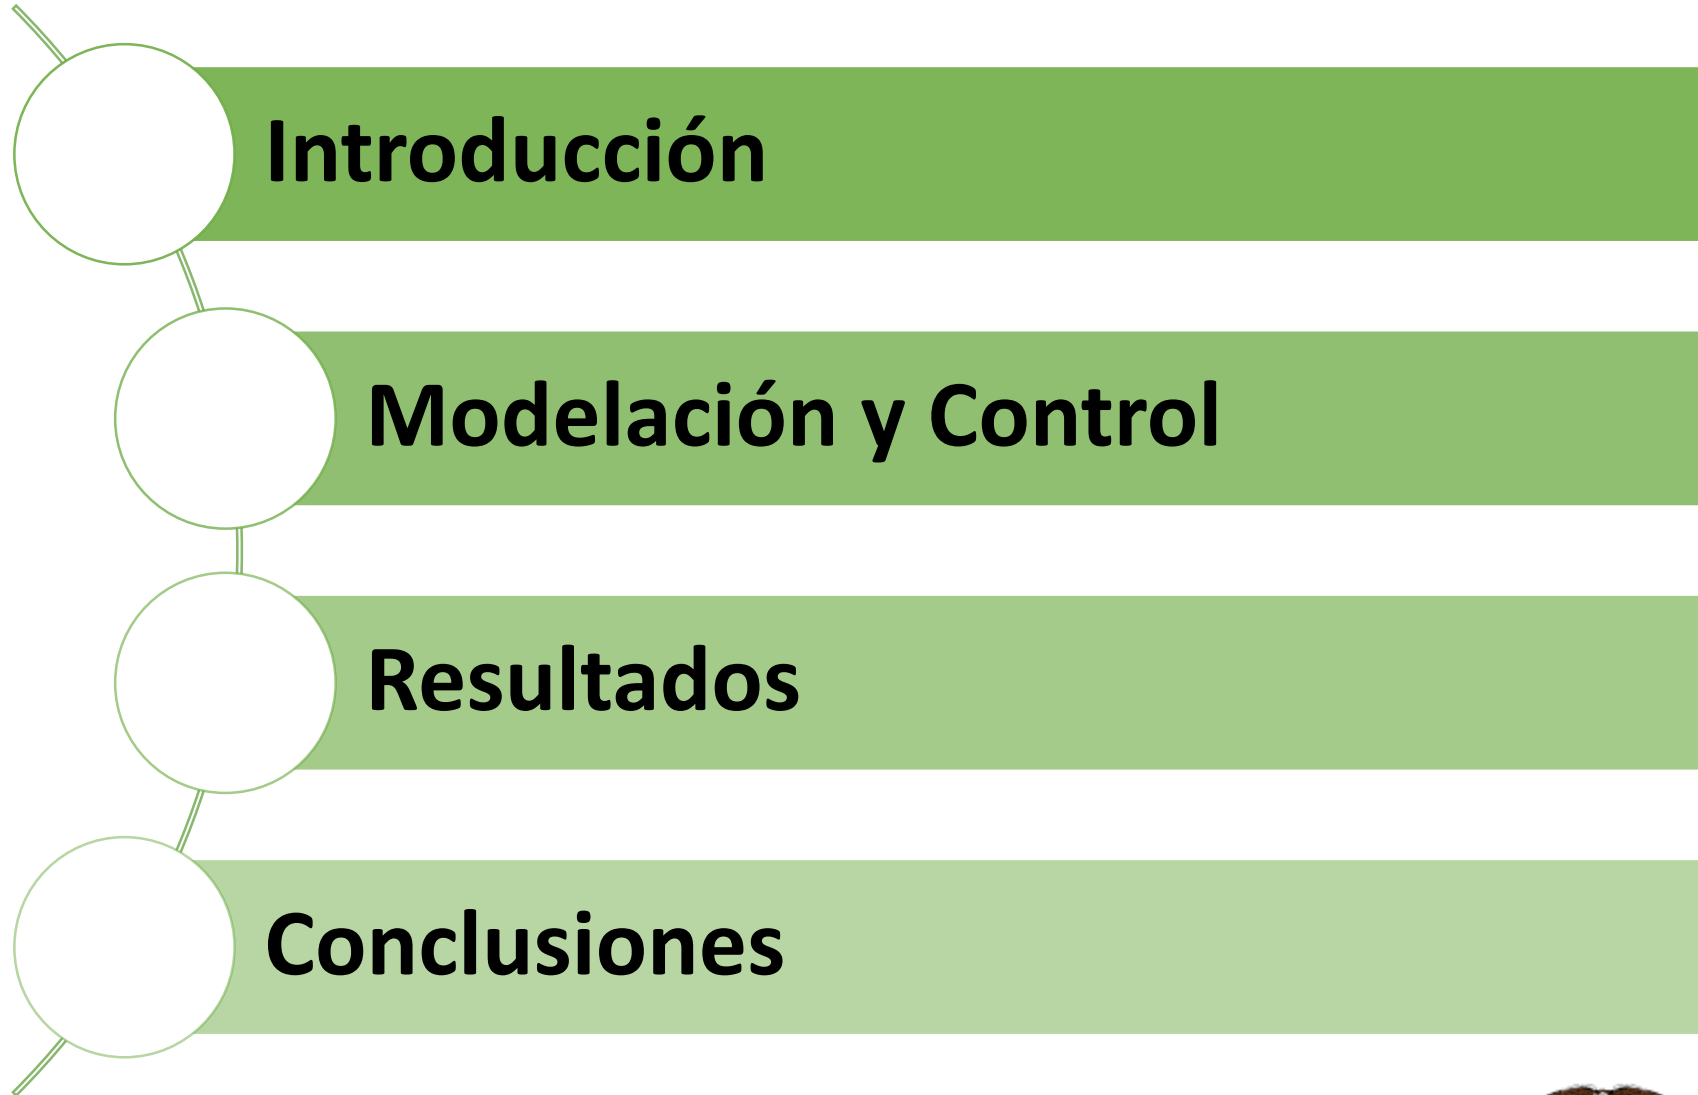 Introducción
Modelación y Control
Resultados
Conclusiones